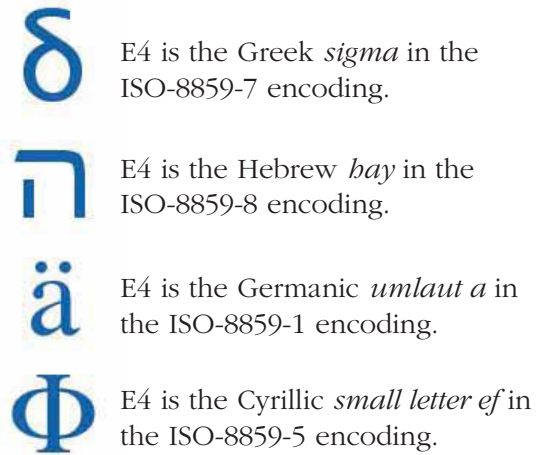 δ
E4 is the Greek sigma in the
ISO-8859-7 encoding.
ה
E4 is the Hebrew hay in the
ISO-8859-8 encoding.
ä
E4 is the Germanic umlaut a in
the ISO-8859-1 encoding.
Ф
E4 is the Cyrillic small letter ef in
the ISO-8859-5 encoding.